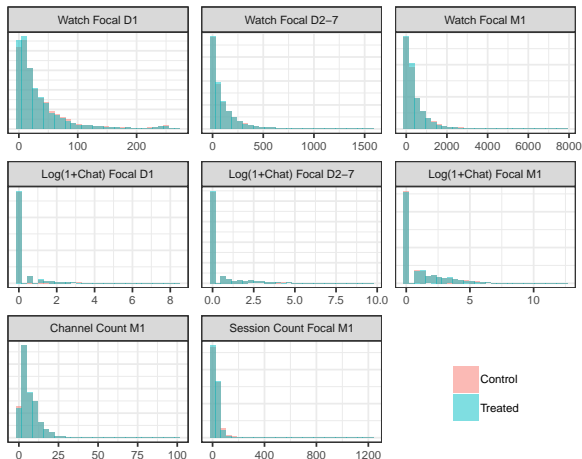 Watch Focal D1
Watch Focal D2−7
Watch Focal M1
0 100 200
0 500 1000 1500
0 2000 4000 6000 8000
Log(1+Chat) Focal D1
Log(1+Chat) Focal D2−7
Log(1+Chat) Focal M1
0 2 4 6 8
0.0 2.5 5.0 7.5 10.0
0 5 10
Channel Count M1
Session Count Focal M1
0 25 50 75 100
0 400 800 1200
Control
Treated